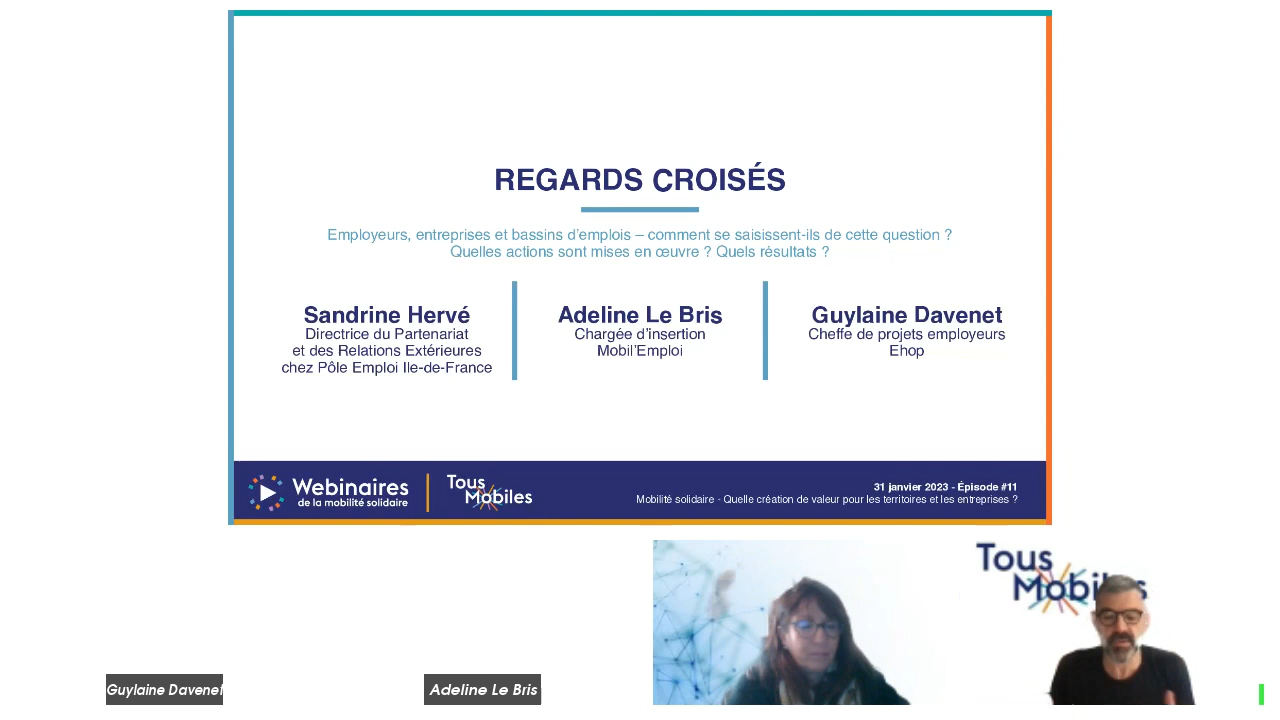 REGARDS CROISÉS
Employeurs, entreprises et bassins d'emplois – comment se saisissent-ils de cette question ?
Quelles actions sont mises en œuvre ? Quels résultats ?
Sandrine Hervé
Directrice du Partenariat
et des Relations Extérieures
chez Pôle Emploi Ile-de-France
Adeline Le Bris
Chargée d'insertion
Mobil'Emploi
Guylaine Davenet
Cheffe de projets employeurs
Ehop
Webinaires
de la mobilité solidaire
Tous
Mobiles
31 janvier 2023 - Épisode #11
Mobilité solidaire - Quelle création de valeur pour les territoires et les entreprises ?
Tous
Mobiles
Guylaine Davenet
Adeline Le Bris